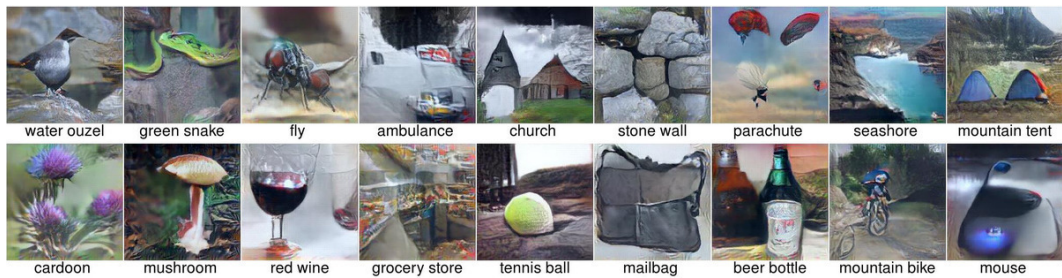 water ouzel green snake fly ambulance church stone wall parachute seashore mountain tent
cardoon mushroom red wine grocery store tennis ball mailbag beer bottle mountain bike mouse